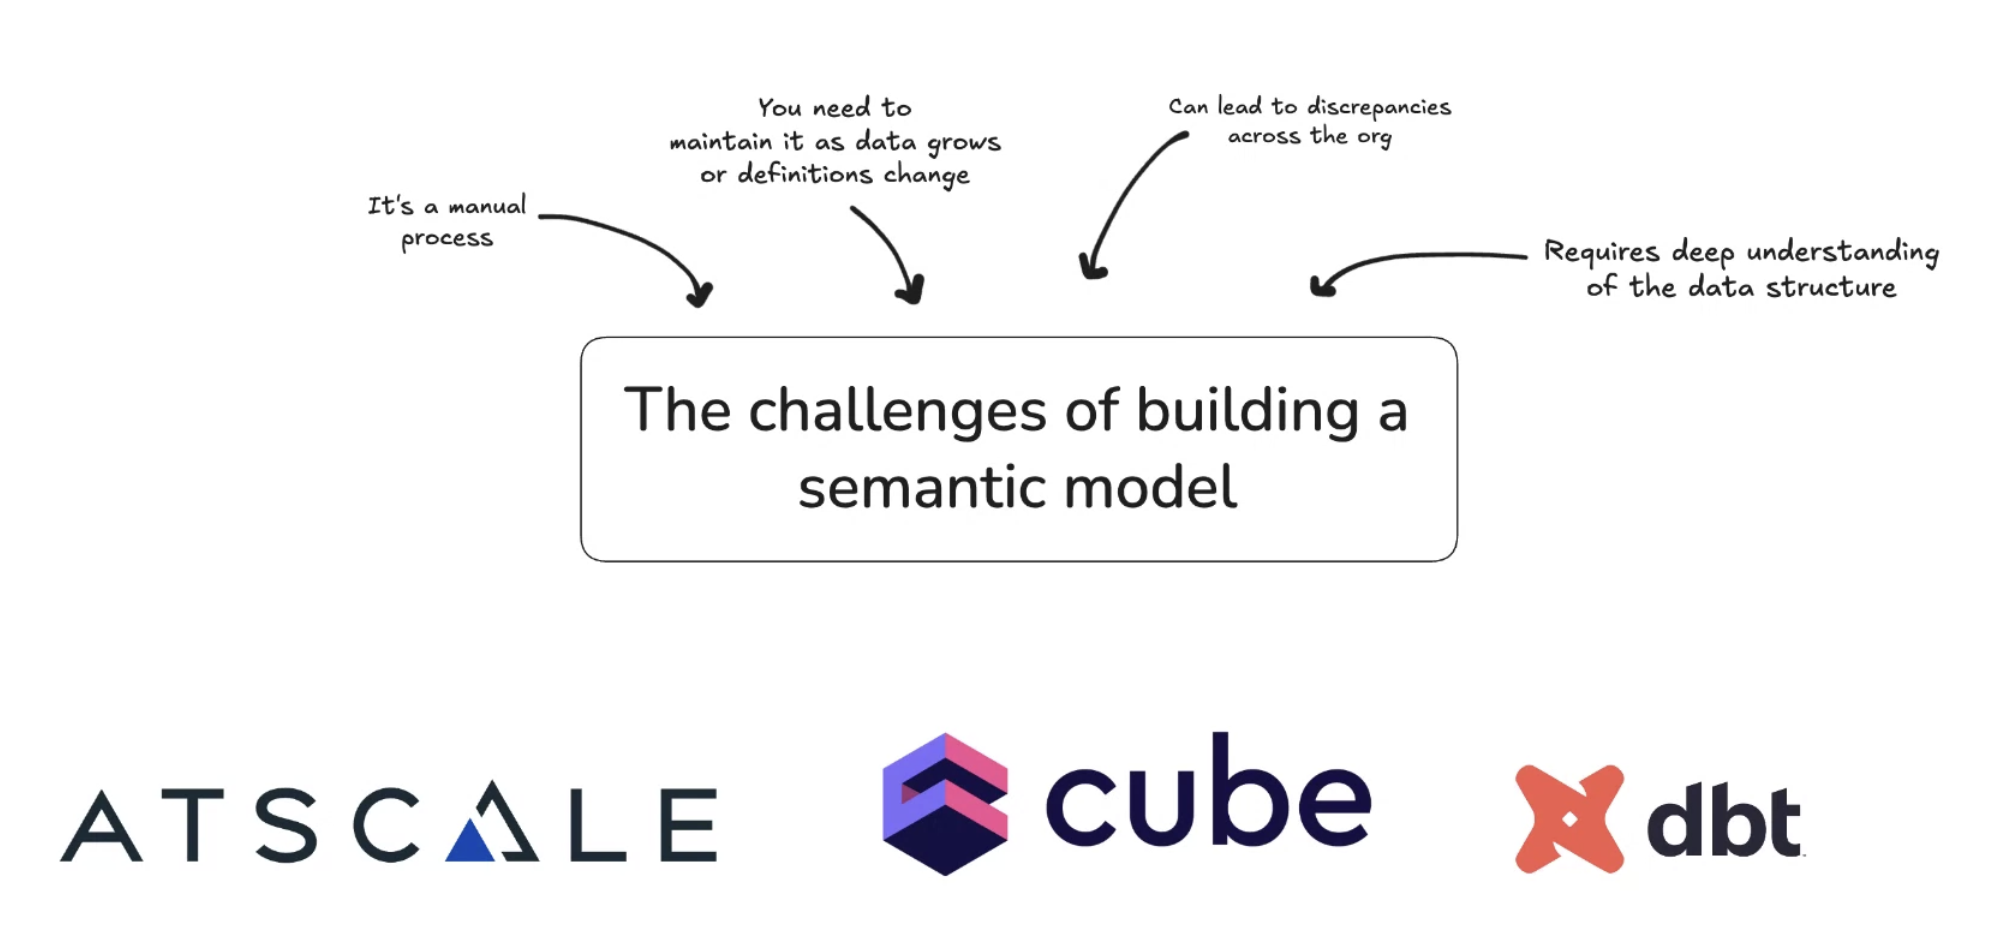 You need to
maintain it as data grows
or definitions change
Can lead to discrepancies
across the org
It's a manual
process
Requires deep understanding
of the data structure
The challenges of building a
semantic model
ATSCALE
cube
dbt